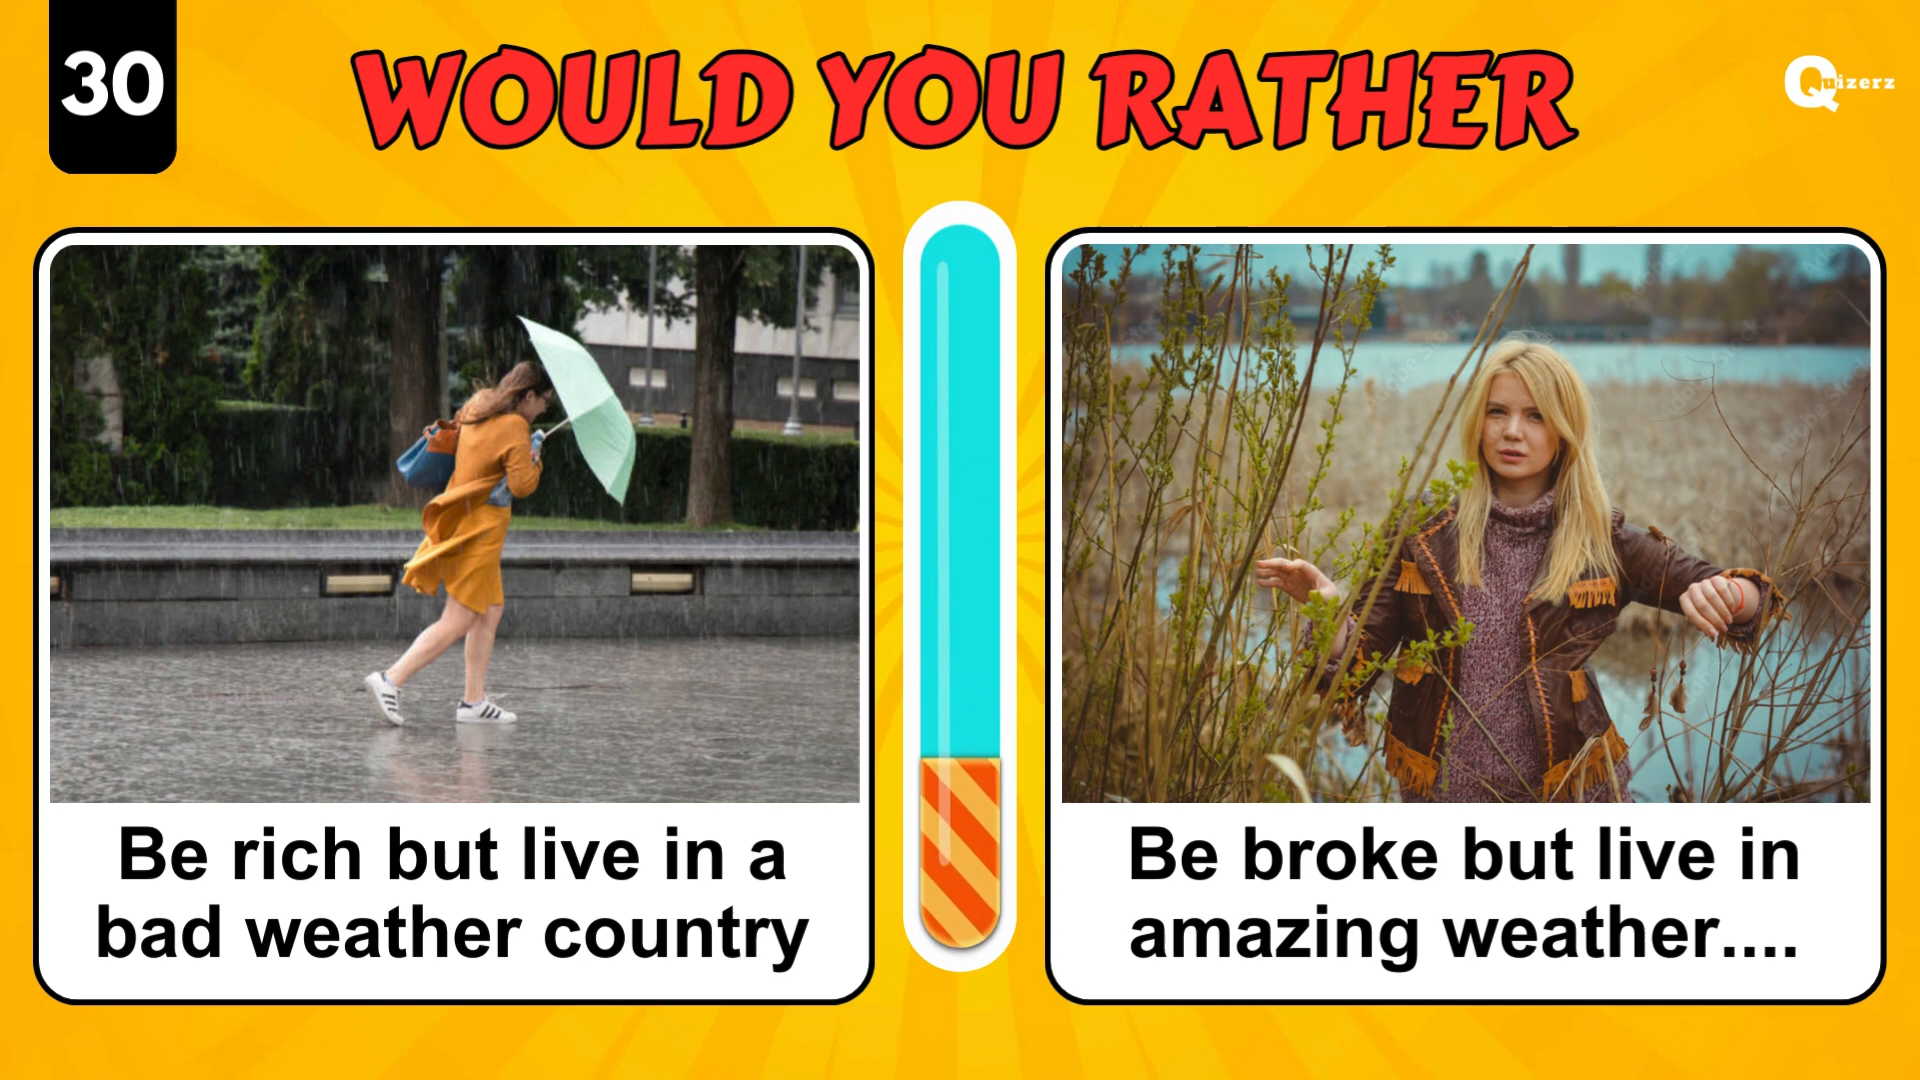 30
WOULD YOU RATHER
Quizerz
Be rich but live in a
bad weather country
Be broke but live in
amazing weather....